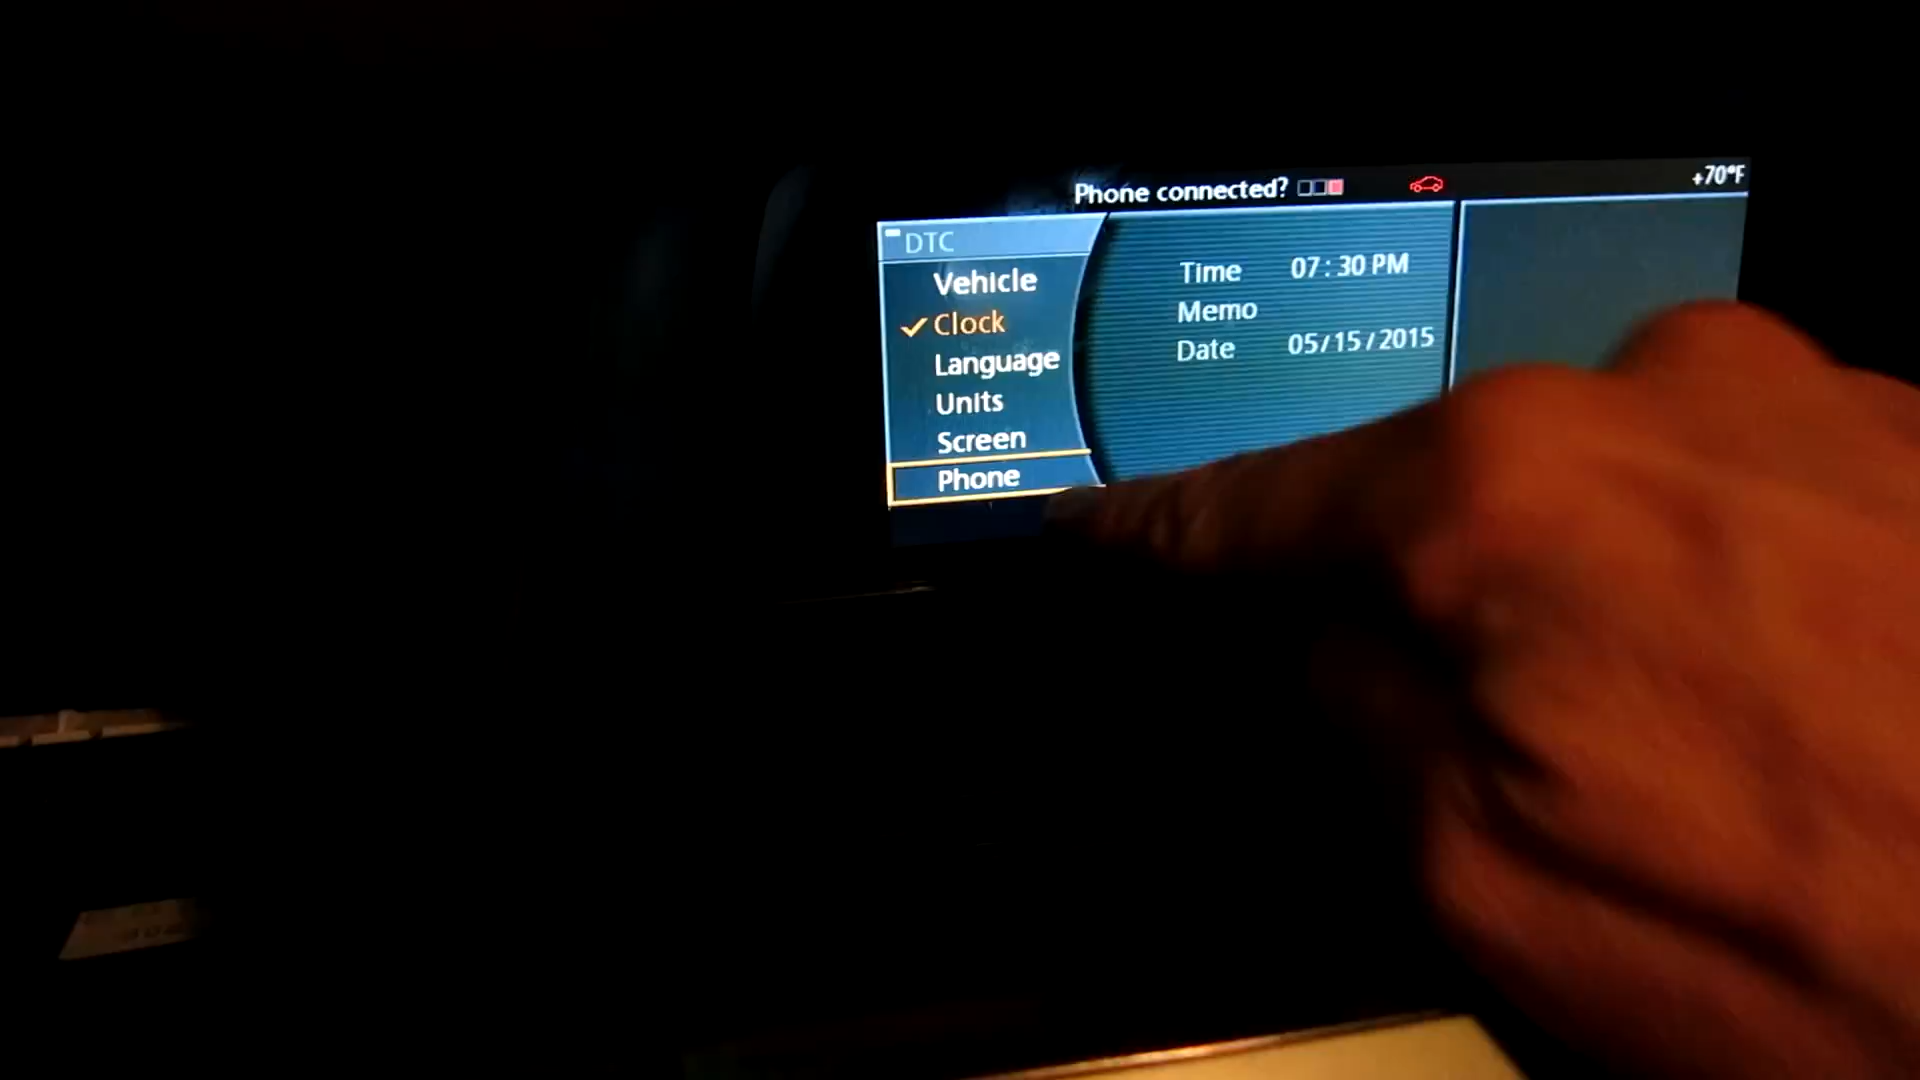 Phone connected?
+70°F
DTC
Vehicle
Clock
Language
Units
Screen
Phone
Time 07:30 PM
Memo
Date 05/15/2015